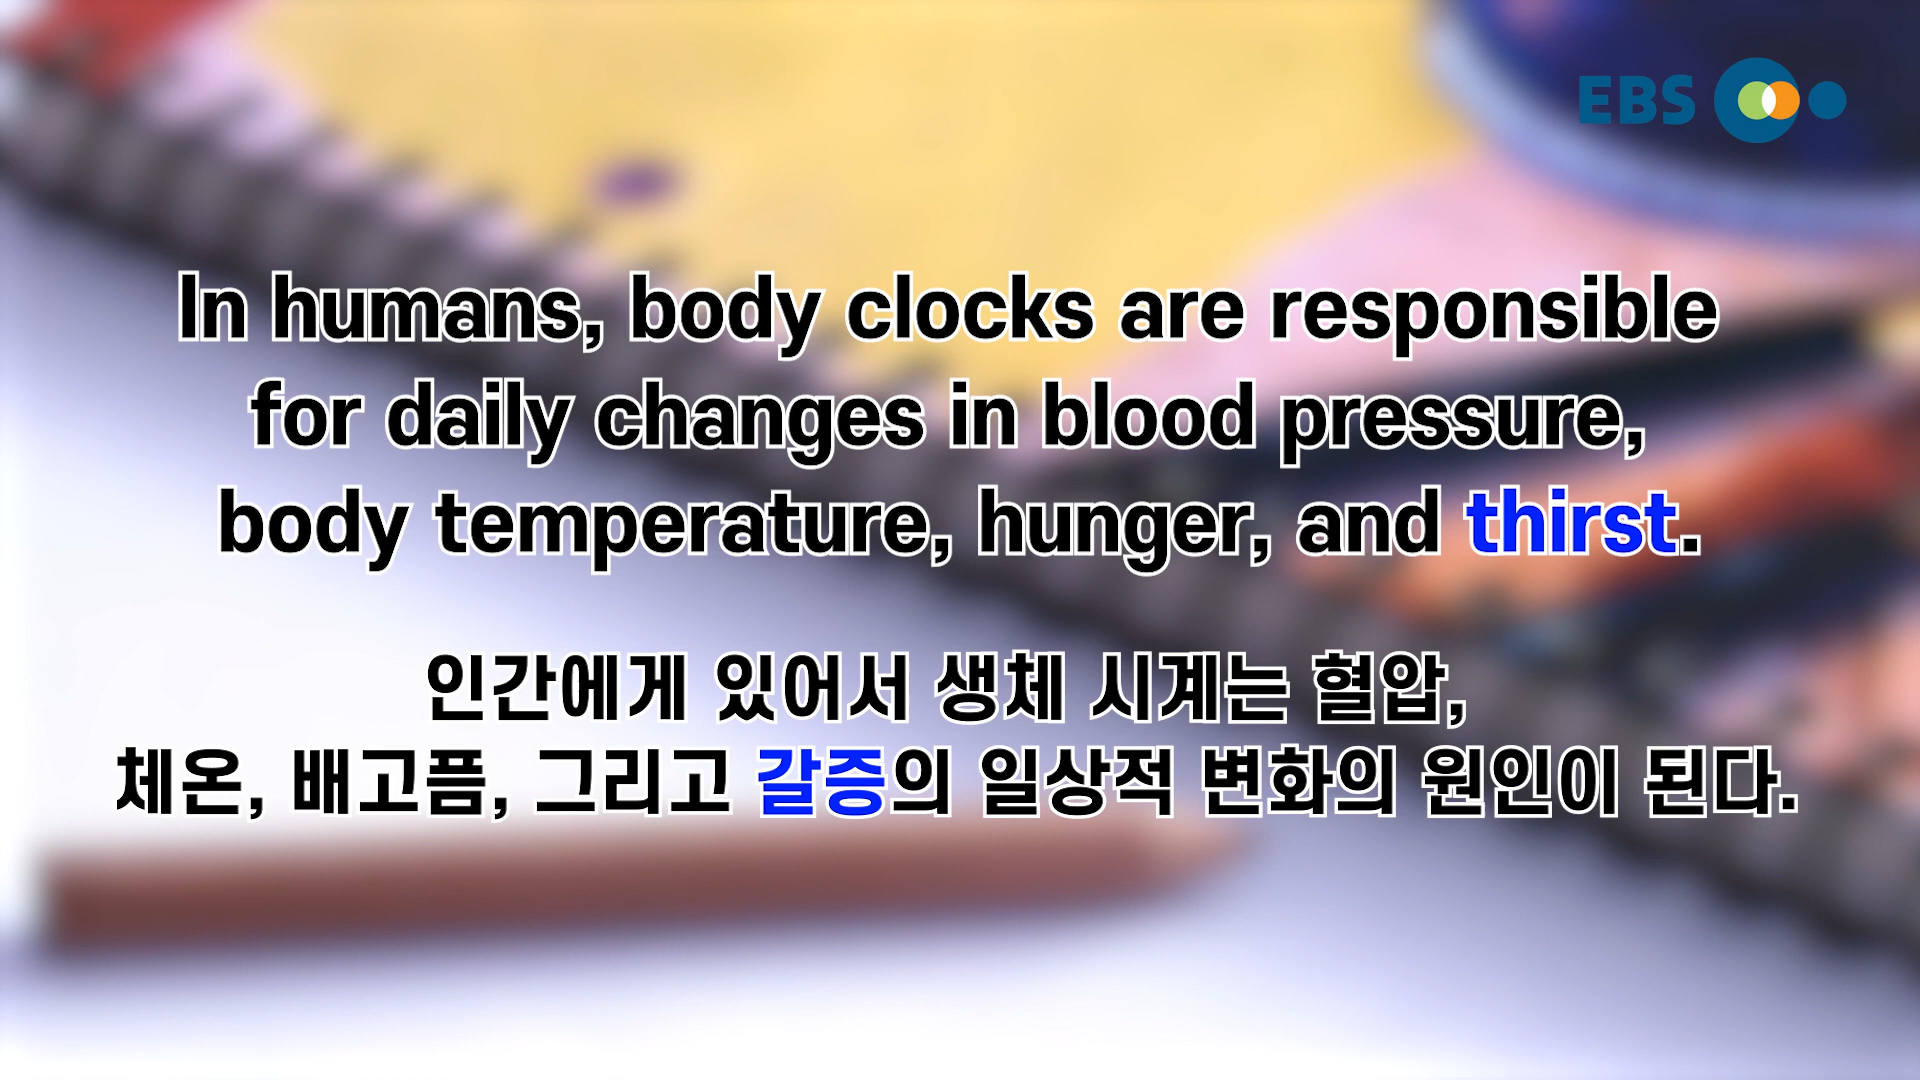 EBS
In humans, body clocks are responsible
for daily changes in blood pressure,
body temperature, hunger, and thirst.
인간에게 있어서 생체 시계는 혈압,
체온, 배고픔, 그리고 갈증의 일상적 변화의 원인이 된다.